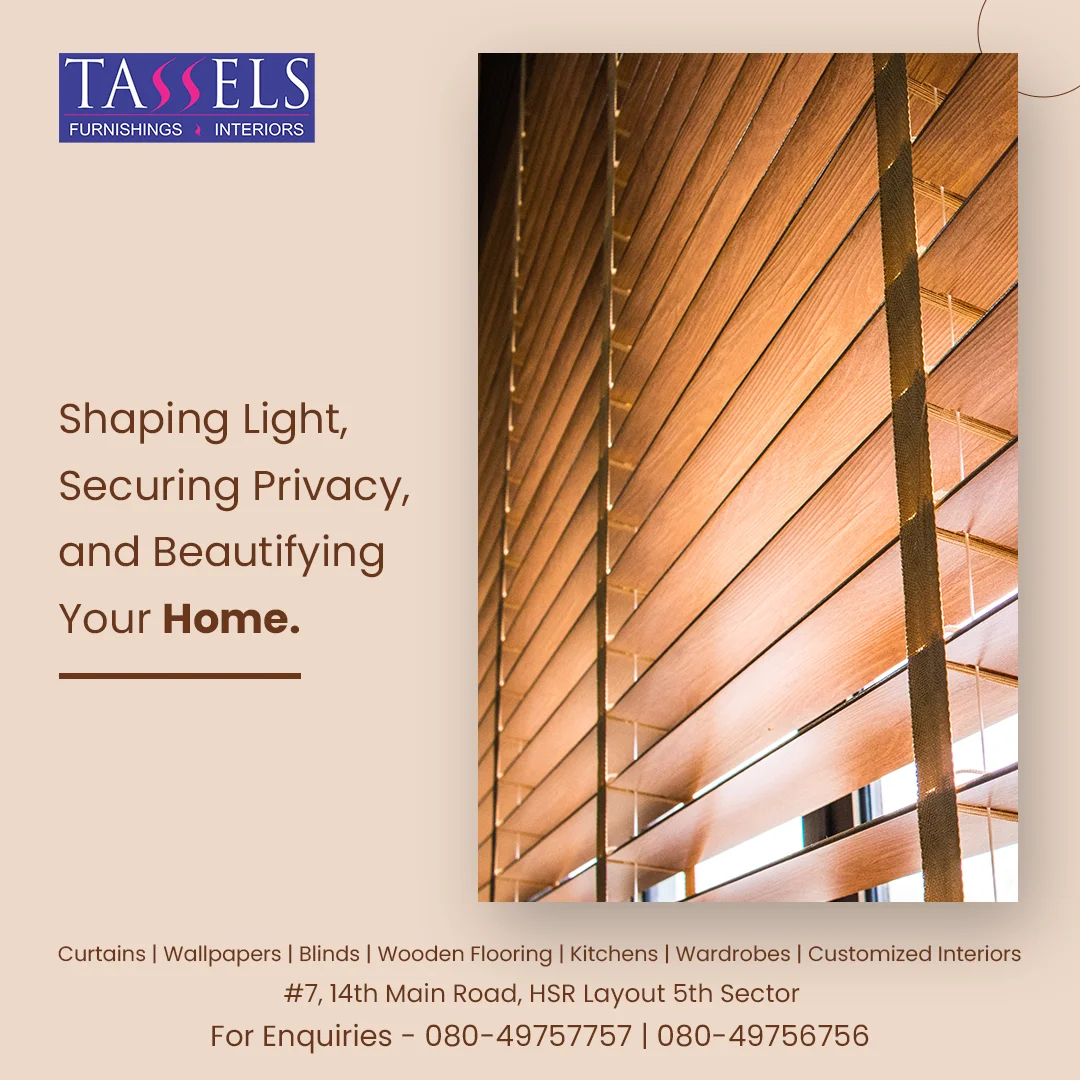 TASSELS
FURNISHINGS INTERIORS
Shaping Light,
Securing Privacy,
and Beautifying
Your Home.
Curtains | Wallpapers | Blinds | Wooden Flooring | Kitchens | Wardrobes | Customized Interiors
#7, 14th Main Road, HSR Layout 5th Sector
For Enquiries - 080-49757757 | 080-49756756